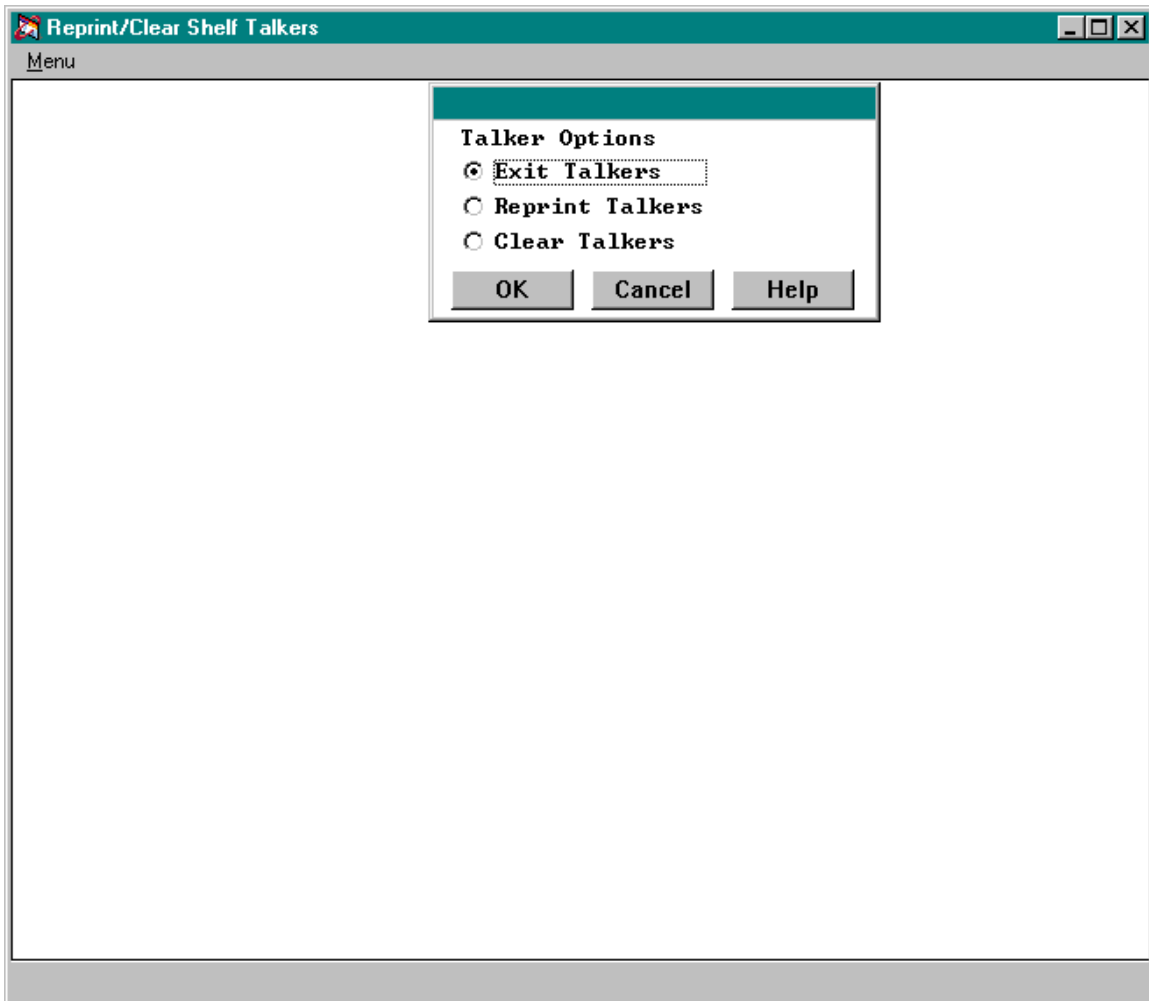 Reprint/Clear Shelf Talkers
Menu
Talker Options
Exit Talkers
Reprint Talkers
Clear Talkers
OK Cancel Help